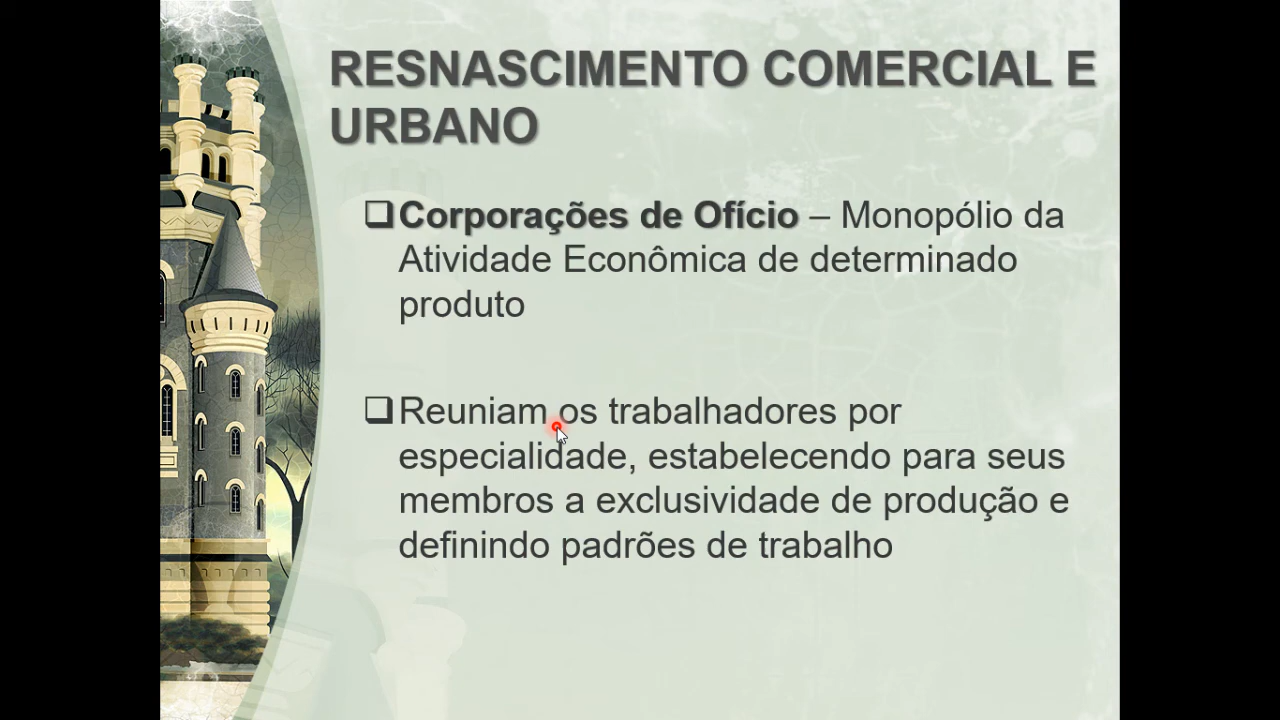 RESNASCIMENTO COMERCIAL E
URBANO
❑Corporações de Ofício – Monopólio da
Atividade Econômica de determinado
produto
❑Reuniam os trabalhadores por
especialidade, estabelecendo para seus
membros a exclusividade de produção e
definindo padrões de trabalho